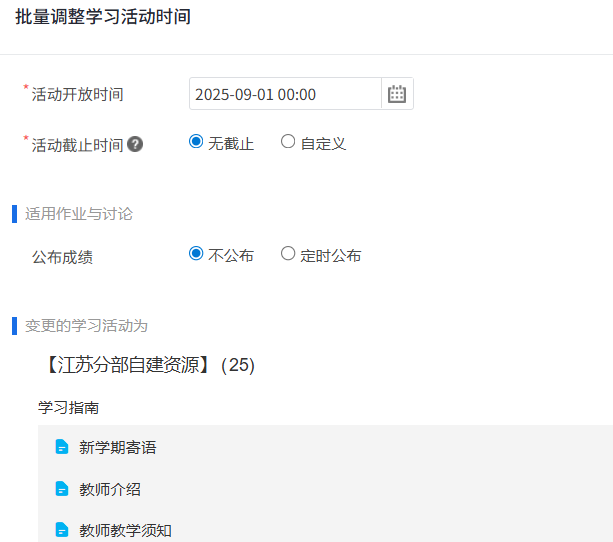 批量调整学习活动时间
*活动开放时间 2025-09-01 00:00
*活动截止时间 ? 无截止 自定义
适用作业与讨论
公布成绩 不公布 定时公布
变更的学习活动为
【江苏分部自建资源】 (25)
学习指南
新学期寄语
教师介绍
教师教学须知